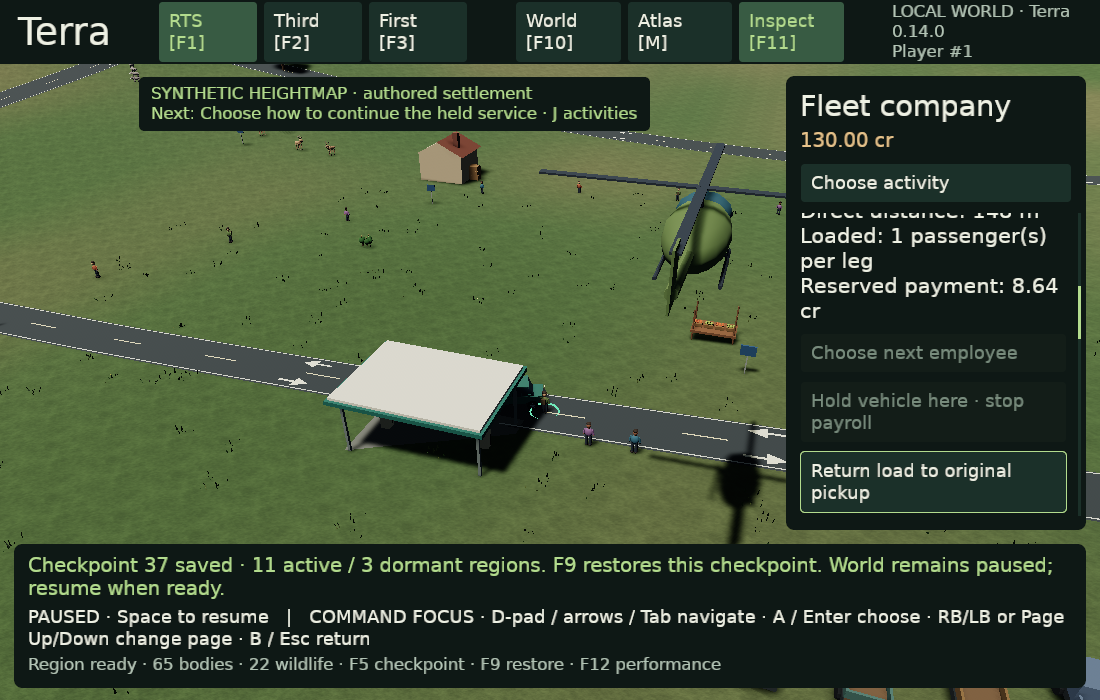 Terra
RTS
[F1]
Third
[F2]
First
[F3]
World
[F10]
Atlas
[M]
Inspect
[F11]
LOCAL WORLD · Terra
0.14.0
Player #1
SYNTHETIC HEIGHTMAP · authored settlement
Next: Choose how to continue the held service · J activities
Fleet company
130.00 cr
Choose activity
Direct distance: 146 m
Loaded: 1 passenger(s)
per leg
Reserved payment: 8.64
cr
Choose next employee
Hold vehicle here · stop
payroll
Return load to original
pickup
Checkpoint 37 saved · 11 active / 3 dormant regions. F9 restores this checkpoint. World remains paused;
resume when ready.
PAUSED · Space to resume | COMMAND FOCUS · D-pad / arrows / Tab navigate · A / Enter choose · RB/LB or Page
Up/Down change page · B / Esc return
Region ready · 65 bodies · 22 wildlife · F5 checkpoint · F9 restore · F12 performance